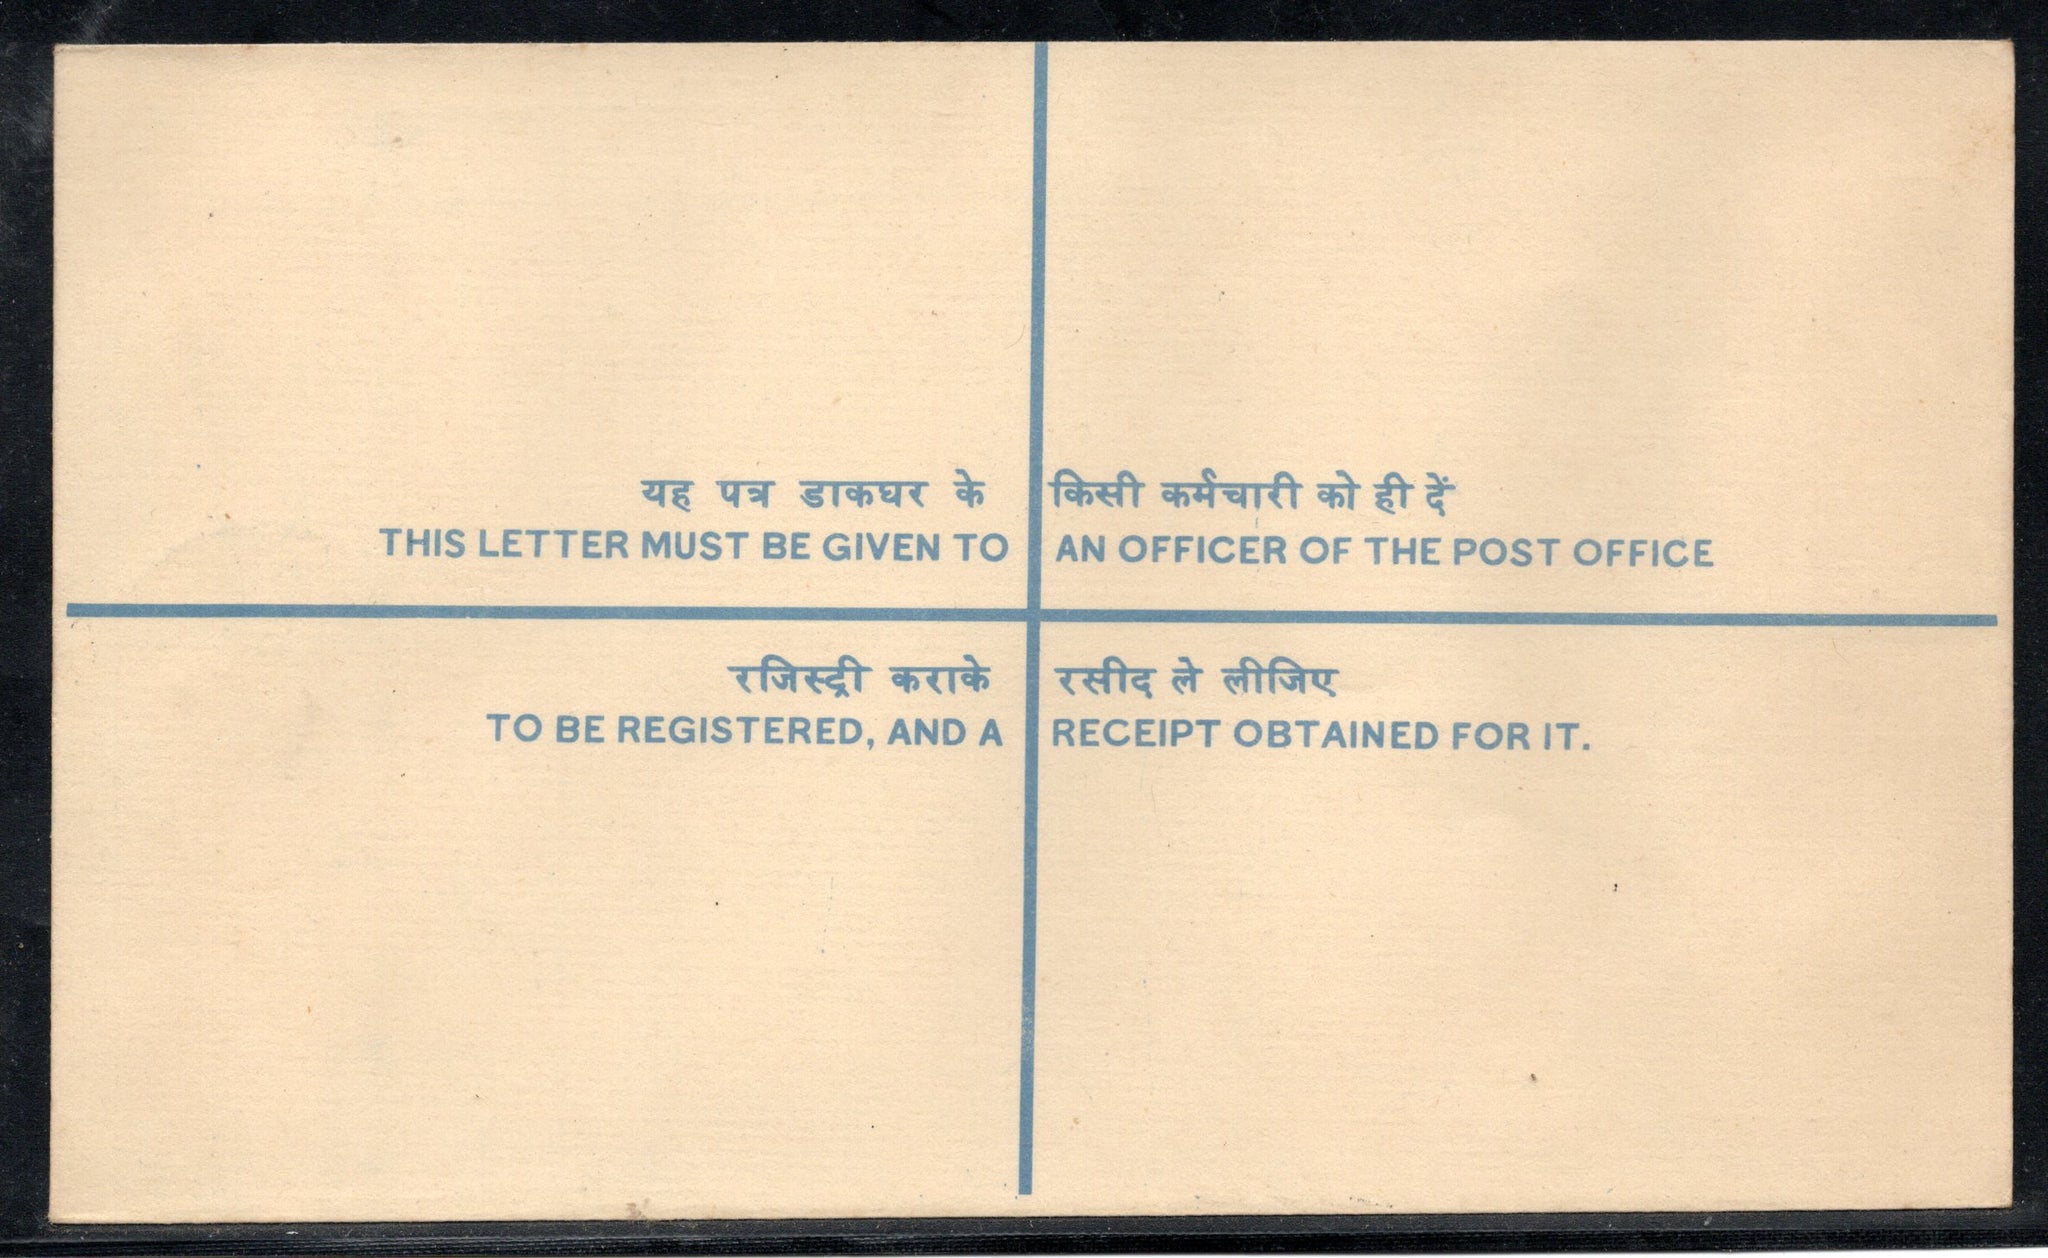 यह पत्र डाकघर के किसी कर्मचारी को ही दें
THIS LETTER MUST BE GIVEN TO AN OFFICER OF THE POST OFFICE
रजिस्ट्री कराके रसीद ले लीजिए
TO BE REGISTERED, AND A RECEIPT OBTAINED FOR IT.